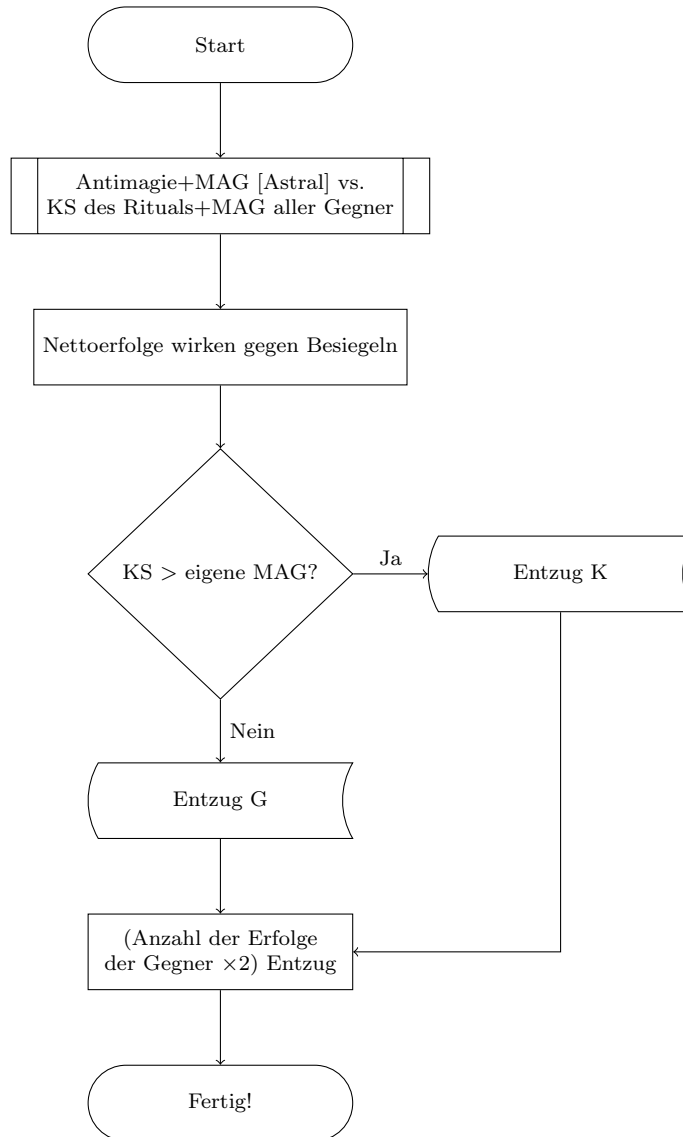 Start
Antimagie+MAG [Astral] vs.
KS des Rituals+MAG aller Gegner
Nettoerfolge wirken gegen Besiegeln
KS > eigene MAG?
Ja
Entzug K
Nein
Entzug G
(Anzahl der Erfolge
der Gegner ×2) Entzug
Fertig!